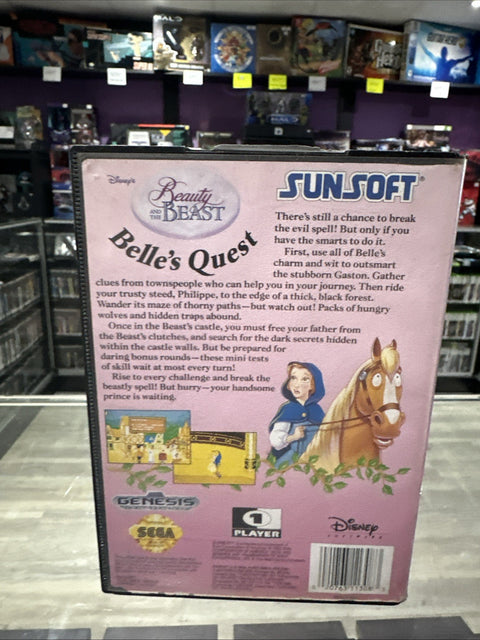 HALO
HALO
Disney's
Beauty
AND THE BEAST
Belle's Quest
SUNSOFT®
There's still a chance to break
the evil spell! But only if you
have the smarts to do it.
First, use all of Belle's
charm and wit to outsmart
the stubborn Gaston. Gather
clues from townspeople who can help you in your journey. Then ride
your trusty steed, Philippe, to the edge of a thick, black forest.
Wander its maze of thorny paths—but watch out! Packs of hungry
wolves and hidden traps abound.
Once in the Beast's castle, you must free your father from
the Beast's clutches, and search for the dark secrets hidden
within the castle walls. But be prepared for
daring bonus rounds—these mini tests
of skill wait at most every turn!
Rise to every challenge and break the
beastly spell! But hurry—your handsome
prince is waiting.
GENESIS
SEGA
1
PLAYER
Disney
SOFTWARE